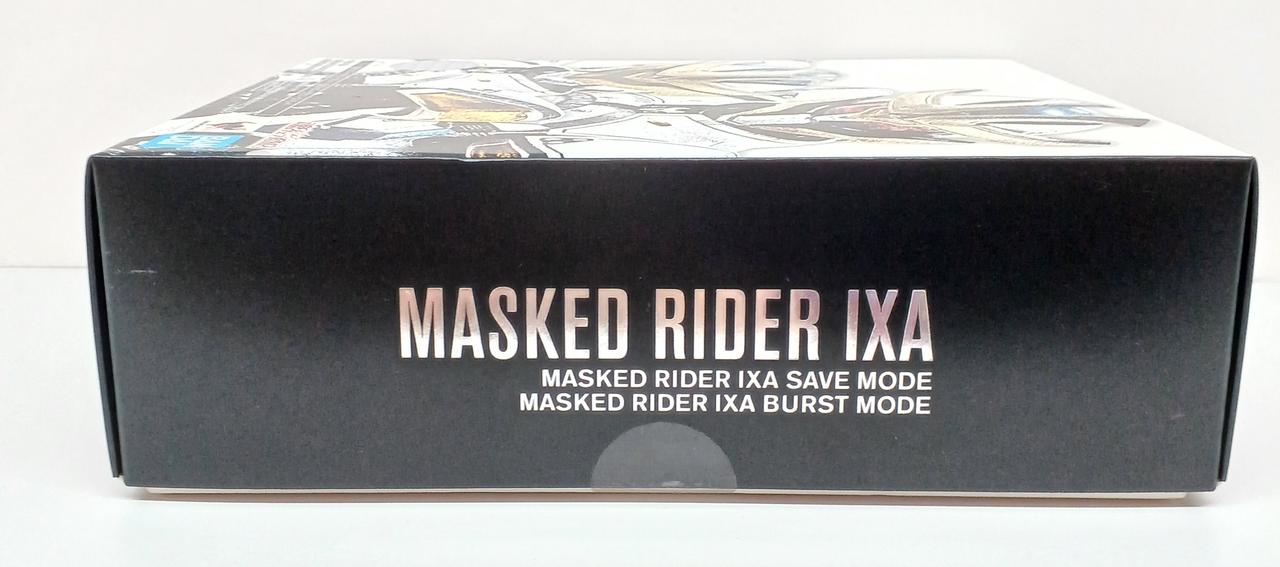 MASKED RIDER IXA
MASKED RIDER IXA SAVE MODE
MASKED RIDER IXA BURST MODE